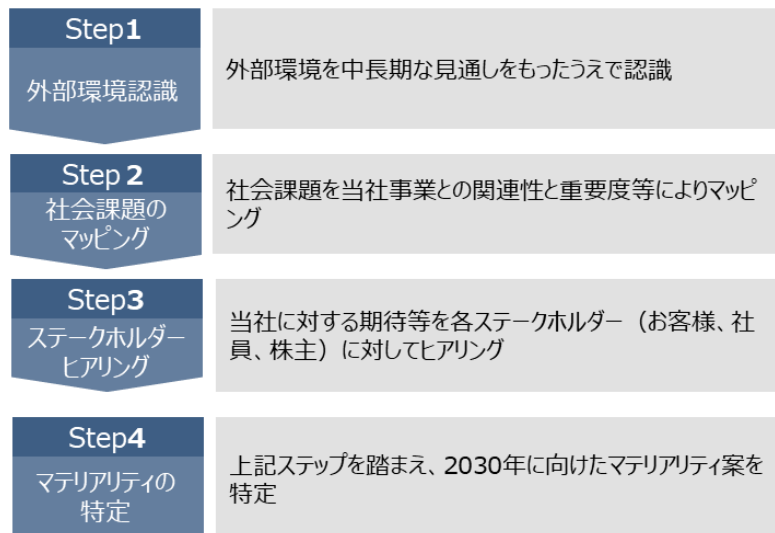 Step1
外部環境認識
外部環境を中長期な見通しをもったうえで認識
Step 2
社会課題の
マッピング
社会課題を当社事業との関連性と重要度等によりマッピ
ング
Step3
ステークホルダー
ヒアリング
当社に対する期待等を各ステークホルダー（お客様、社
員、株主）に対してヒアリング
Step4
マテリアリティの
特定
上記ステップを踏まえ、2030年に向けたマテリアリティ案を
特定